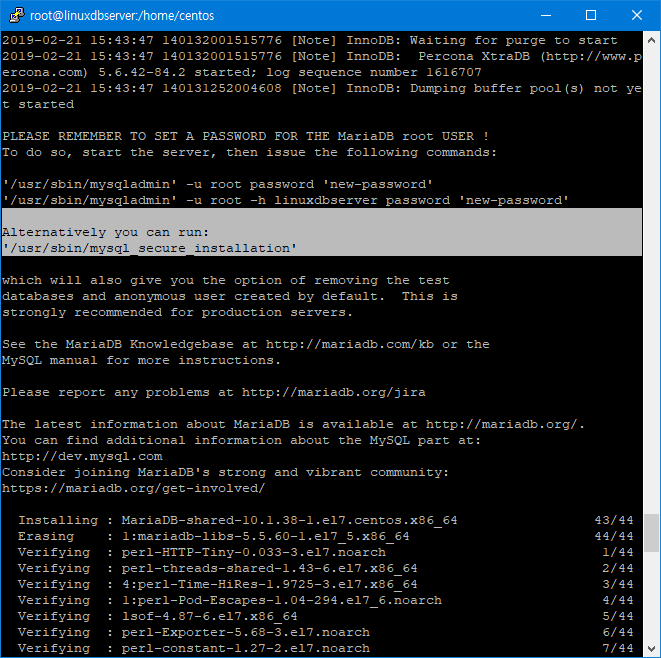 root@linuxdbserver:/home/centos
2019-02-21 15:43:47 140132001515776 [Note] InnoDB: Waiting for purge to start
2019-02-21 15:43:47 140132001515776 [Note] InnoDB:  Percona XtraDB (http://www.p
ercona.com) 5.6.42-84.2 started; log sequence number 1616707
2019-02-21 15:43:47 140131252004608 [Note] InnoDB: Dumping buffer pool(s) not ye
t started
PLEASE REMEMBER TO SET A PASSWORD FOR THE MariaDB root USER !
To do so, start the server, then issue the following commands:
'/usr/sbin/mysqladmin' -u root password 'new-password'
'/usr/sbin/mysqladmin' -u root -h linuxdbserver password 'new-password'
Alternatively you can run:
'/usr/sbin/mysql_secure_installation'
which will also give you the option of removing the test
databases and anonymous user created by default.  This is
strongly recommended for production servers.
See the MariaDB Knowledgebase at http://mariadb.com/kb or the
MySQL manual for more instructions.
Please report any problems at http://mariadb.org/jira
The latest information about MariaDB is available at http://mariadb.org/.
You can find additional information about the MySQL part at:
http://dev.mysql.com
Consider joining MariaDB's strong and vibrant community:
https://mariadb.org/get-involved/
  Installing : MariaDB-shared-10.1.38-1.el7.centos.x86_64                 43/44
  Erasing    : 1:mariadb-libs-5.5.60-1.el7_5.x86_64                       44/44
  Verifying  : perl-HTTP-Tiny-0.033-3.el7.noarch                           1/44
  Verifying  : perl-threads-shared-1.43-6.el7.x86_64                       2/44
  Verifying  : 4:perl-Time-HiRes-1.9725-3.el7.x86_64                       3/44
  Verifying  : 1:perl-Pod-Escapes-1.04-294.el7_6.noarch                    4/44
  Verifying  : lsof-4.87-6.el7.x86_64                                      5/44
  Verifying  : perl-Exporter-5.68-3.el7.noarch                             6/44
  Verifying  : perl-constant-1.27-2.el7.noarch                             7/44